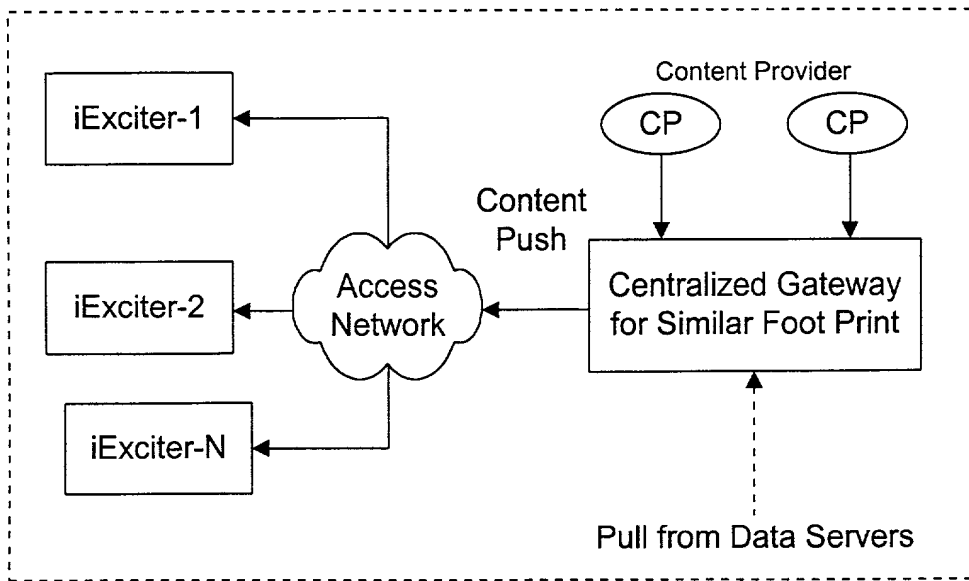 iExciter-1
Content Provider
CP
CP
Content
Push
iExciter-2
Access
Network
Centralized Gateway
for Similar Foot Print
iExciter-N
Pull from Data Servers